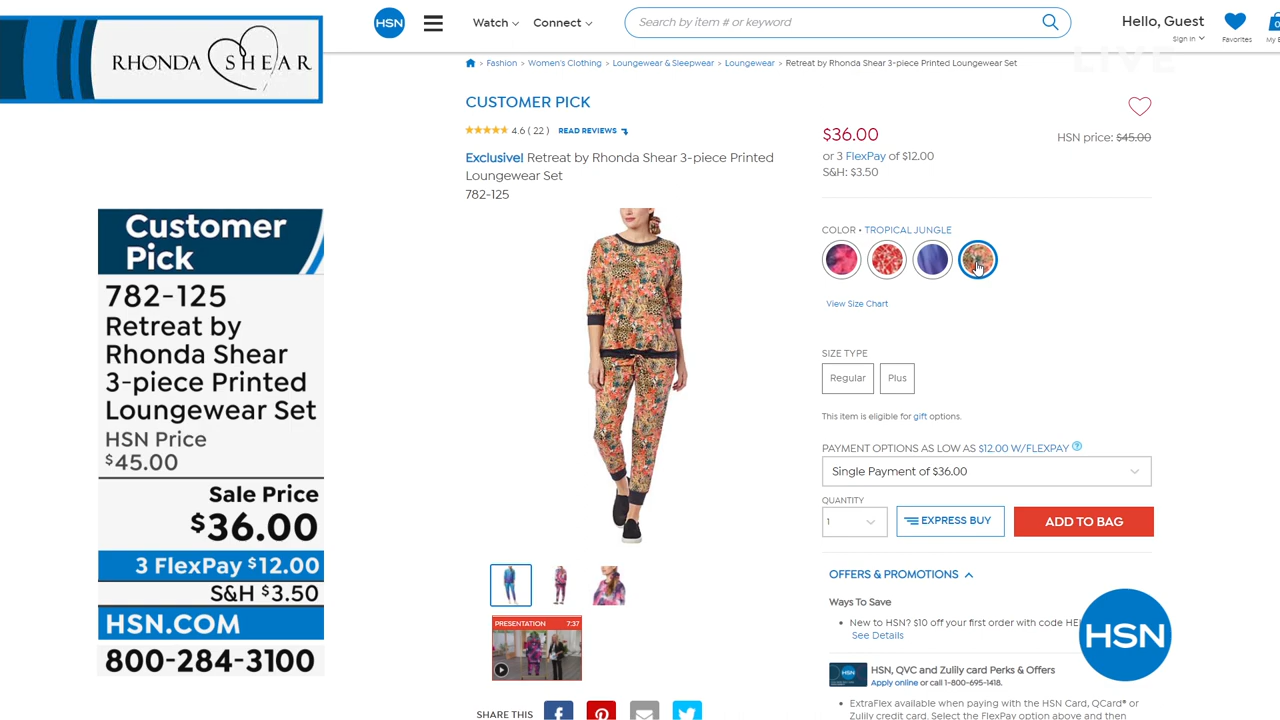 RHONDA SHEAR
Customer
Pick
782-125
Retreat by
Rhonda Shear
3-piece Printed
Loungewear Set
HSN Price
$45.00
Sale Price
$36.00
3 FlexPay $12.00
S&H $3.50
HSN.COM
800-284-3100
HSN
Watch
Connect
Search by item # or keyword
Hello, Guest
Sign In
Favorites
0
LIVE
> Fashion > Women's Clothing > Loungewear & Sleepwear > Loungewear > Retreat by Rhonda Shear 3-piece Printed Loungewear Set
CUSTOMER PICK
4.6 ( 22 ) READ REVIEWS
Exclusive! Retreat by Rhonda Shear 3-piece Printed
Loungewear Set
782-125
PRESENTATION 7:37
SHARE THIS
$36.00
HSN price: $45.00
or 3 FlexPay of $12.00
S&H: $3.50
COLOR • TROPICAL JUNGLE
View Size Chart
SIZE TYPE
Regular
Plus
This item is eligible for gift options.
PAYMENT OPTIONS AS LOW AS $12.00 W/FLEXPAY ?
Single Payment of $36.00
QUANTITY
1
EXPRESS BUY
ADD TO BAG
OFFERS & PROMOTIONS
Ways To Save
• New to HSN? $10 off your first order with code
See Details
HSN, QVC and Zulily card Perks & Offers
Apply online or call 1-800-695-1418.
• ExtraFlex available when paying with the HSN Card, QCard® or
Zulily credit card. Select the FlexPay option above and then
HSN